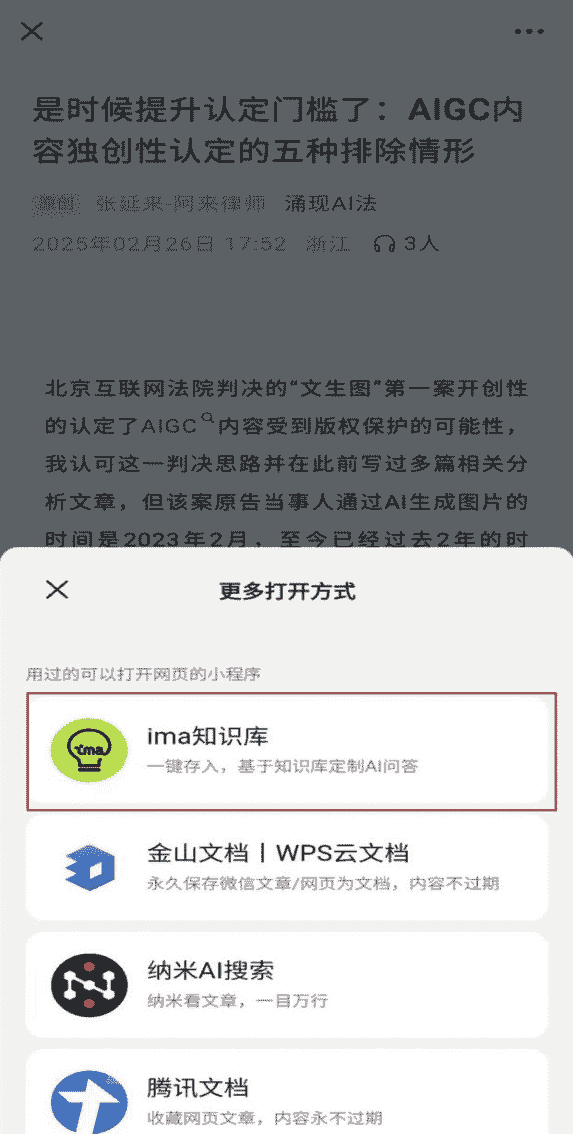 是时候提升认定门槛了：AIGC内
容独创性认定的五种排除情形
原创 张延来-阿来律师 涌现AI法
2025年02月26日 17:52 浙江 3人
北京互联网法院判决的“文生图”第一案开创性
的认定了AIGC内容受到版权保护的可能性，
我认可这一判决思路并在此前写过多篇相关分
析文章，但该案原告当事人通过AI生成图片的
时间是2023年2月，至今已经过去2年的时
更多打开方式
用过的可以打开网页的小程序
ima
ima知识库
一键存入，基于知识库定制AI问答
金山文档丨WPS云文档
永久保存微信文章/网页为文档，内容不过期
纳米AI搜索
纳米看文章，一目万行
腾讯文档
收藏网页文章，内容永不过期